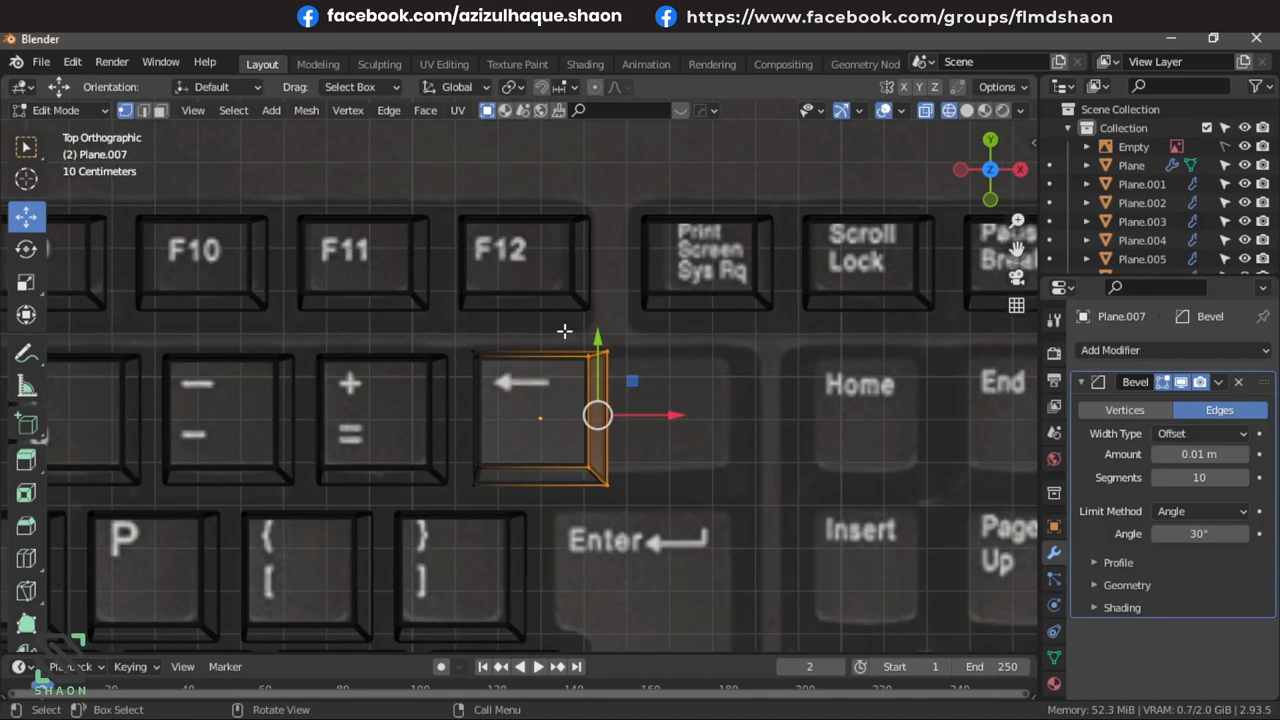 facebook.com/azizulhaque.shaon https://www.facebook.com/groups/flmdshaon
Blender
File Edit Render Window Help Layout Modeling Sculpting UV Editing Texture Paint Shading Animation Rendering Compositing Geometry Nod Scene View Layer
Orientation: Default Drag: Select Box Global X Y Z Options
Edit Mode View Select Add Mesh Vertex Edge Face UV
Scene Collection
Collection
Empty
Plane
Plane.001
Plane.002
Plane.003
Plane.004
Plane.005
Top Orthographic
(2) Plane.007
10 Centimeters
Y
X
Z
F10 F11 F12 Print Screen Sys Rq Scroll Lock
Home End
P { [ } ] Enter Insert Page Up
Plane.007 Bevel
Add Modifier
Bevel
Vertices Edges
Width Type Offset
Amount 0.01 m
Segments 10
Limit Method Angle
Angle 30°
Profile
Geometry
Shading
Playback Keying View Marker 2 Start 1 End 250
SHAON
Select Box Select Rotate View Call Menu Memory: 52.3 MiB | VRAM: 0.7/2.0 GiB | 2.93.5